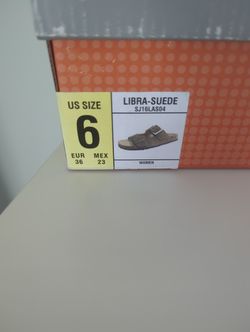 US SIZE
6
EUR MEX
36 23
LIBRA-SUEDE
SJ16LAS04
WOMEN